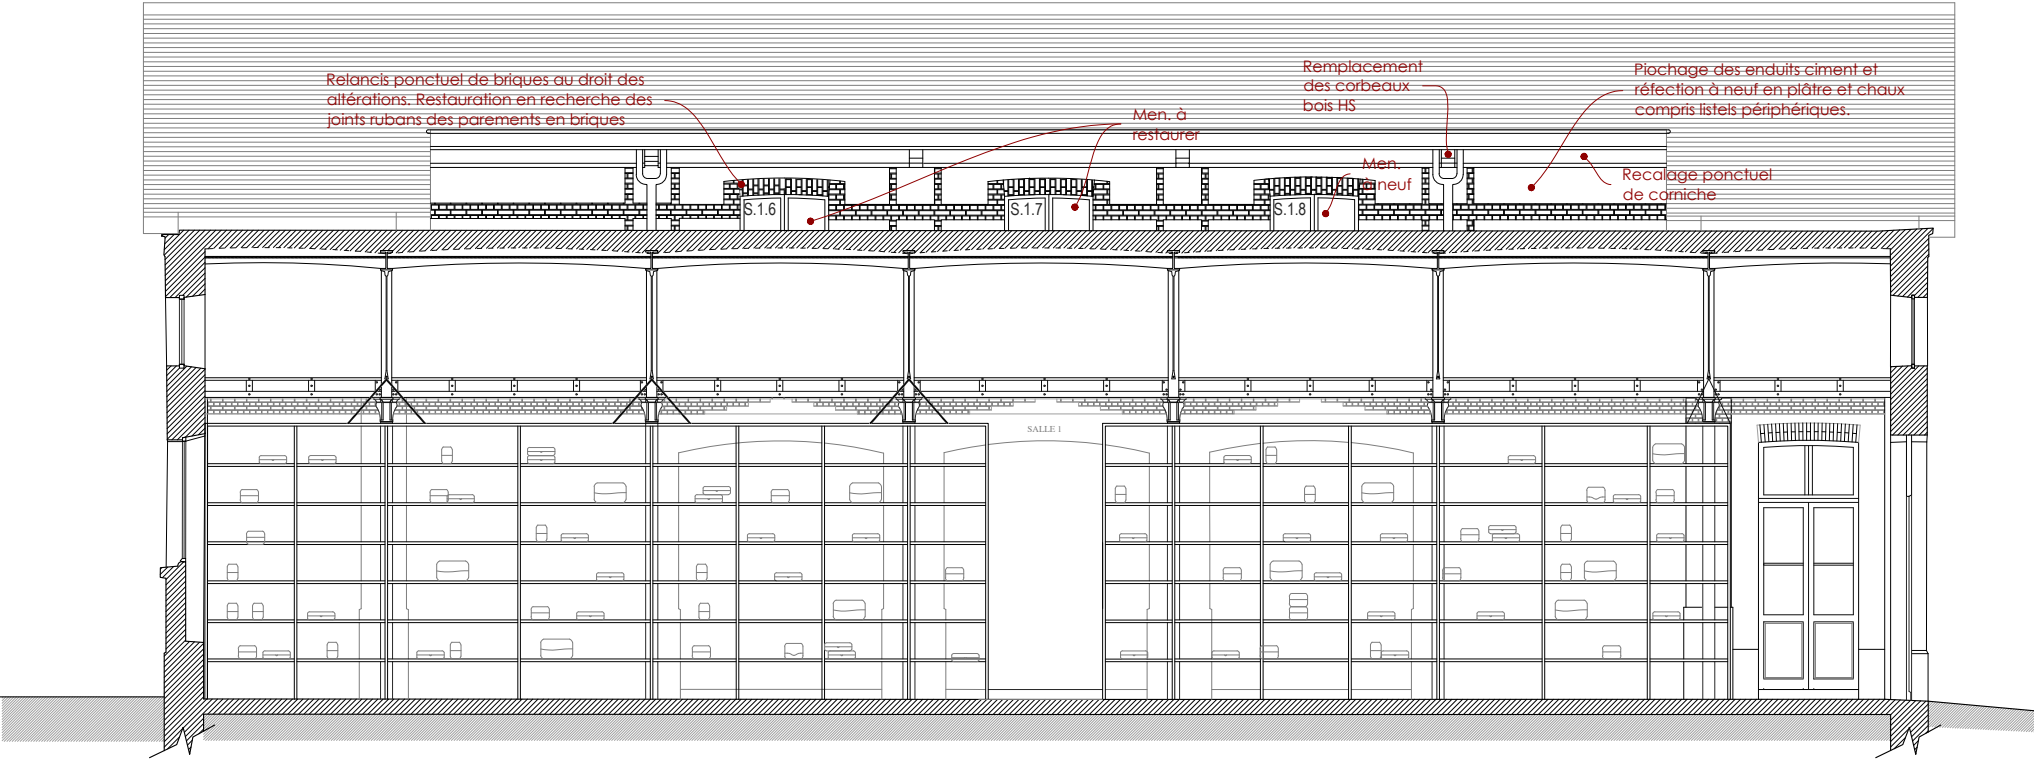 Relancis ponctuel de briques au droit des
altérations. Restauration en recherche des
joints rubans des parements en briques
Men. à
restaurer
Remplacement
des corbeaux
bois HS
Men.
à neuf
Piochage des enduits ciment et
réfection à neuf en plâtre et chaux
compris listels périphériques.
Recalage ponctuel
de corniche
S.1.6
S.1.7
S.1.8
SALLE 1